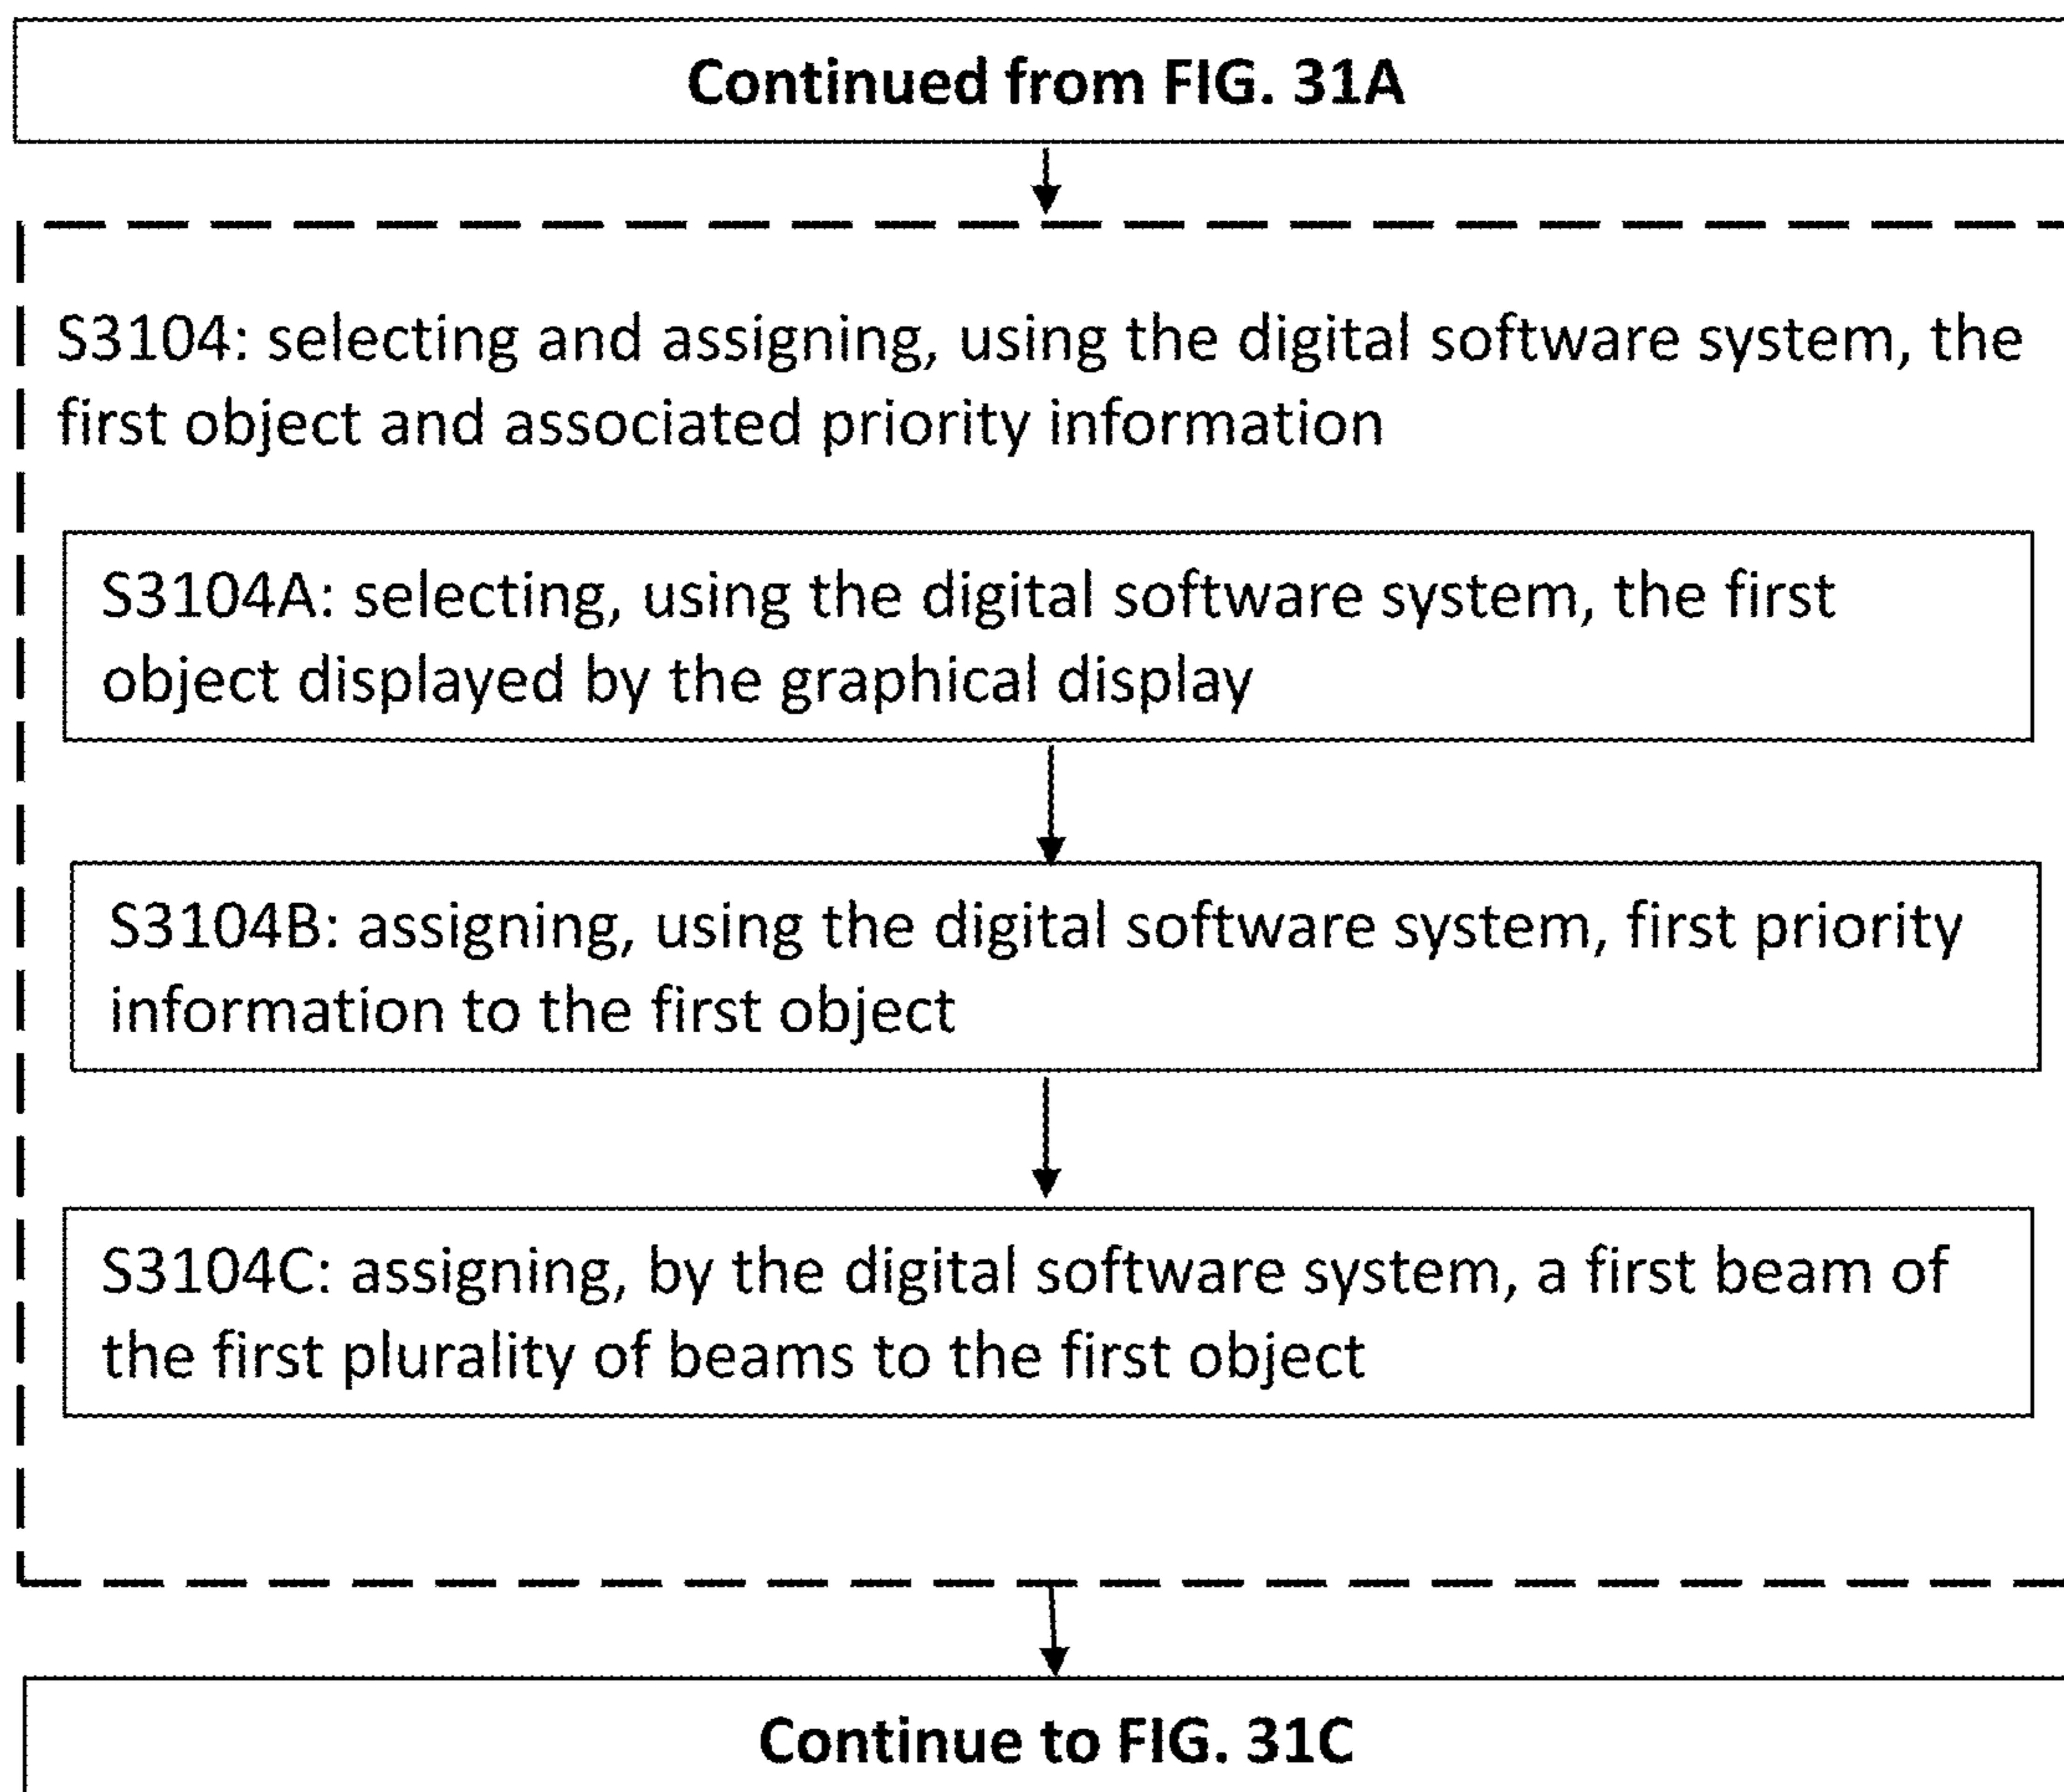 Continued from FIG. 31A
S3104: selecting and assigning, using the digital software system, the
first object and associated priority information
S3104A: selecting, using the digital software system, the first
object displayed by the graphical display
S3104B: assigning, using the digital software system, first priority
information to the first object
S3104C: assigning, by the digital software system, a first beam of
the first plurality of beams to the first object
Continue to FIG. 31C